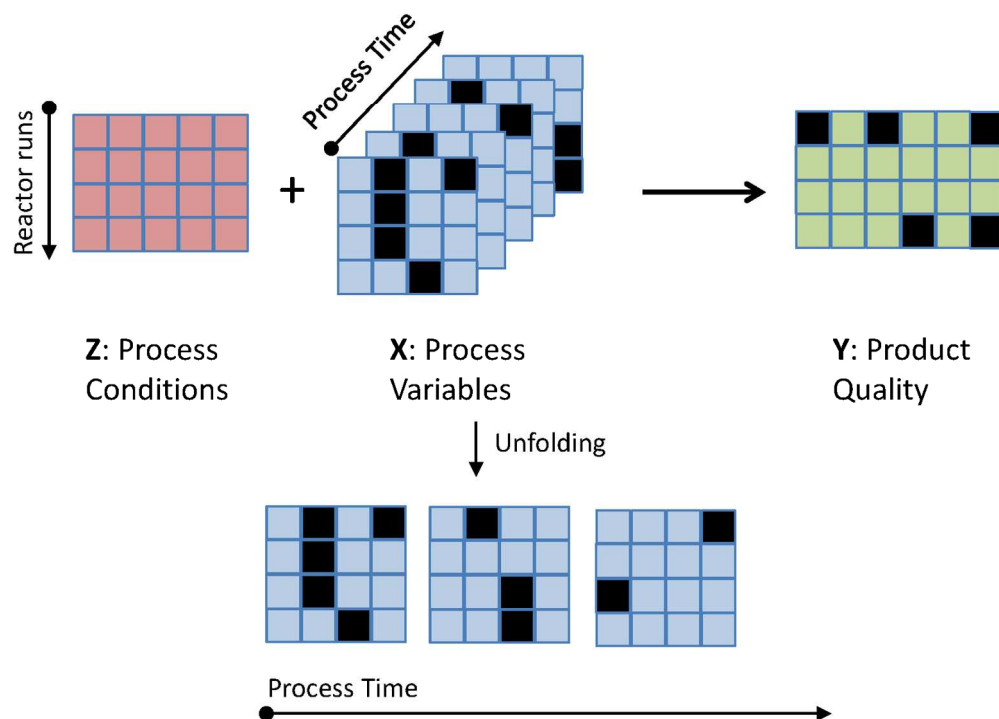 Process Time
Reactor runs
+
Z: Process
Conditions
X: Process
Variables
Y: Product
Quality
Unfolding
Process Time